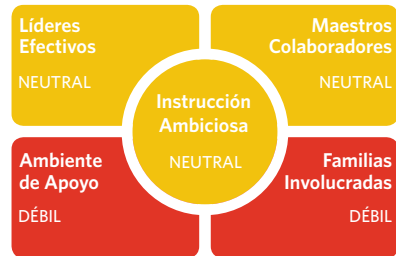 Líderes
Efectivos
NEUTRAL
Maestros
Colaboradores
NEUTRAL
Instrucción
Ambiciosa
NEUTRAL
Ambiente
de Apoyo
DÉBIL
Familias
Involucradas
DÉBIL